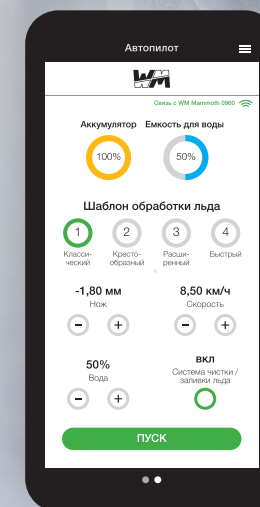 Автопилот
WM
Связь с WM Mammoth 0960
Аккумулятор Емкость для воды
100% 50%
Шаблон обработки льда
1 2 3 4
Класси- Кресто- Расши- Быстрый
ческий образный ренный
-1,80 мм 8,50 км/ч
Нож Скорость
- + - +
50% вкл
Вода Система чистки /
заливки льда
- +
ПУСК